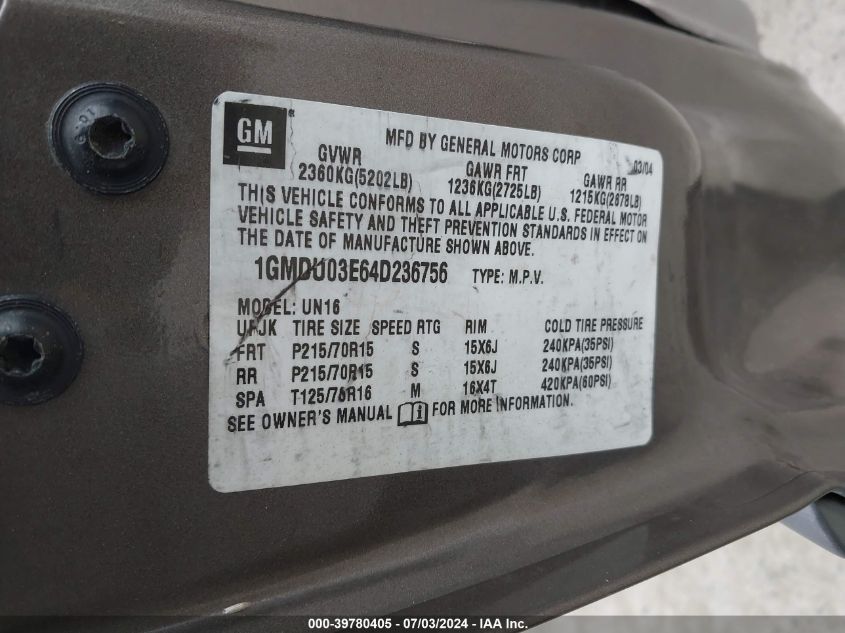 GM
MFD BY GENERAL MOTORS CORP
03/04
GVWR GAWR FRT GAWR RR
2360KG(5202LB) 1236KG(2725LB) 1215KG(2678LB)
THIS VEHICLE CONFORMS TO ALL APPLICABLE U.S. FEDERAL MOTOR
VEHICLE SAFETY AND THEFT PREVENTION STANDARDS IN EFFECT ON
THE DATE OF MANUFACTURE SHOWN ABOVE.
1GMDU03E64D236756 TYPE: M.P.V.
MODEL: UN16
TIRE SIZE SPEED RTG RIM COLD TIRE PRESSURE
FRT P215/70R15 S 15X6J 240KPA(35PSI)
RR P215/70R15 S 15X6J 240KPA(35PSI)
SPA T125/70R16 M 16X4T 420KPA(60PSI)
SEE OWNER'S MANUAL FOR MORE INFORMATION.
000-39780405 / 07/03/2024 - IAA Inc.